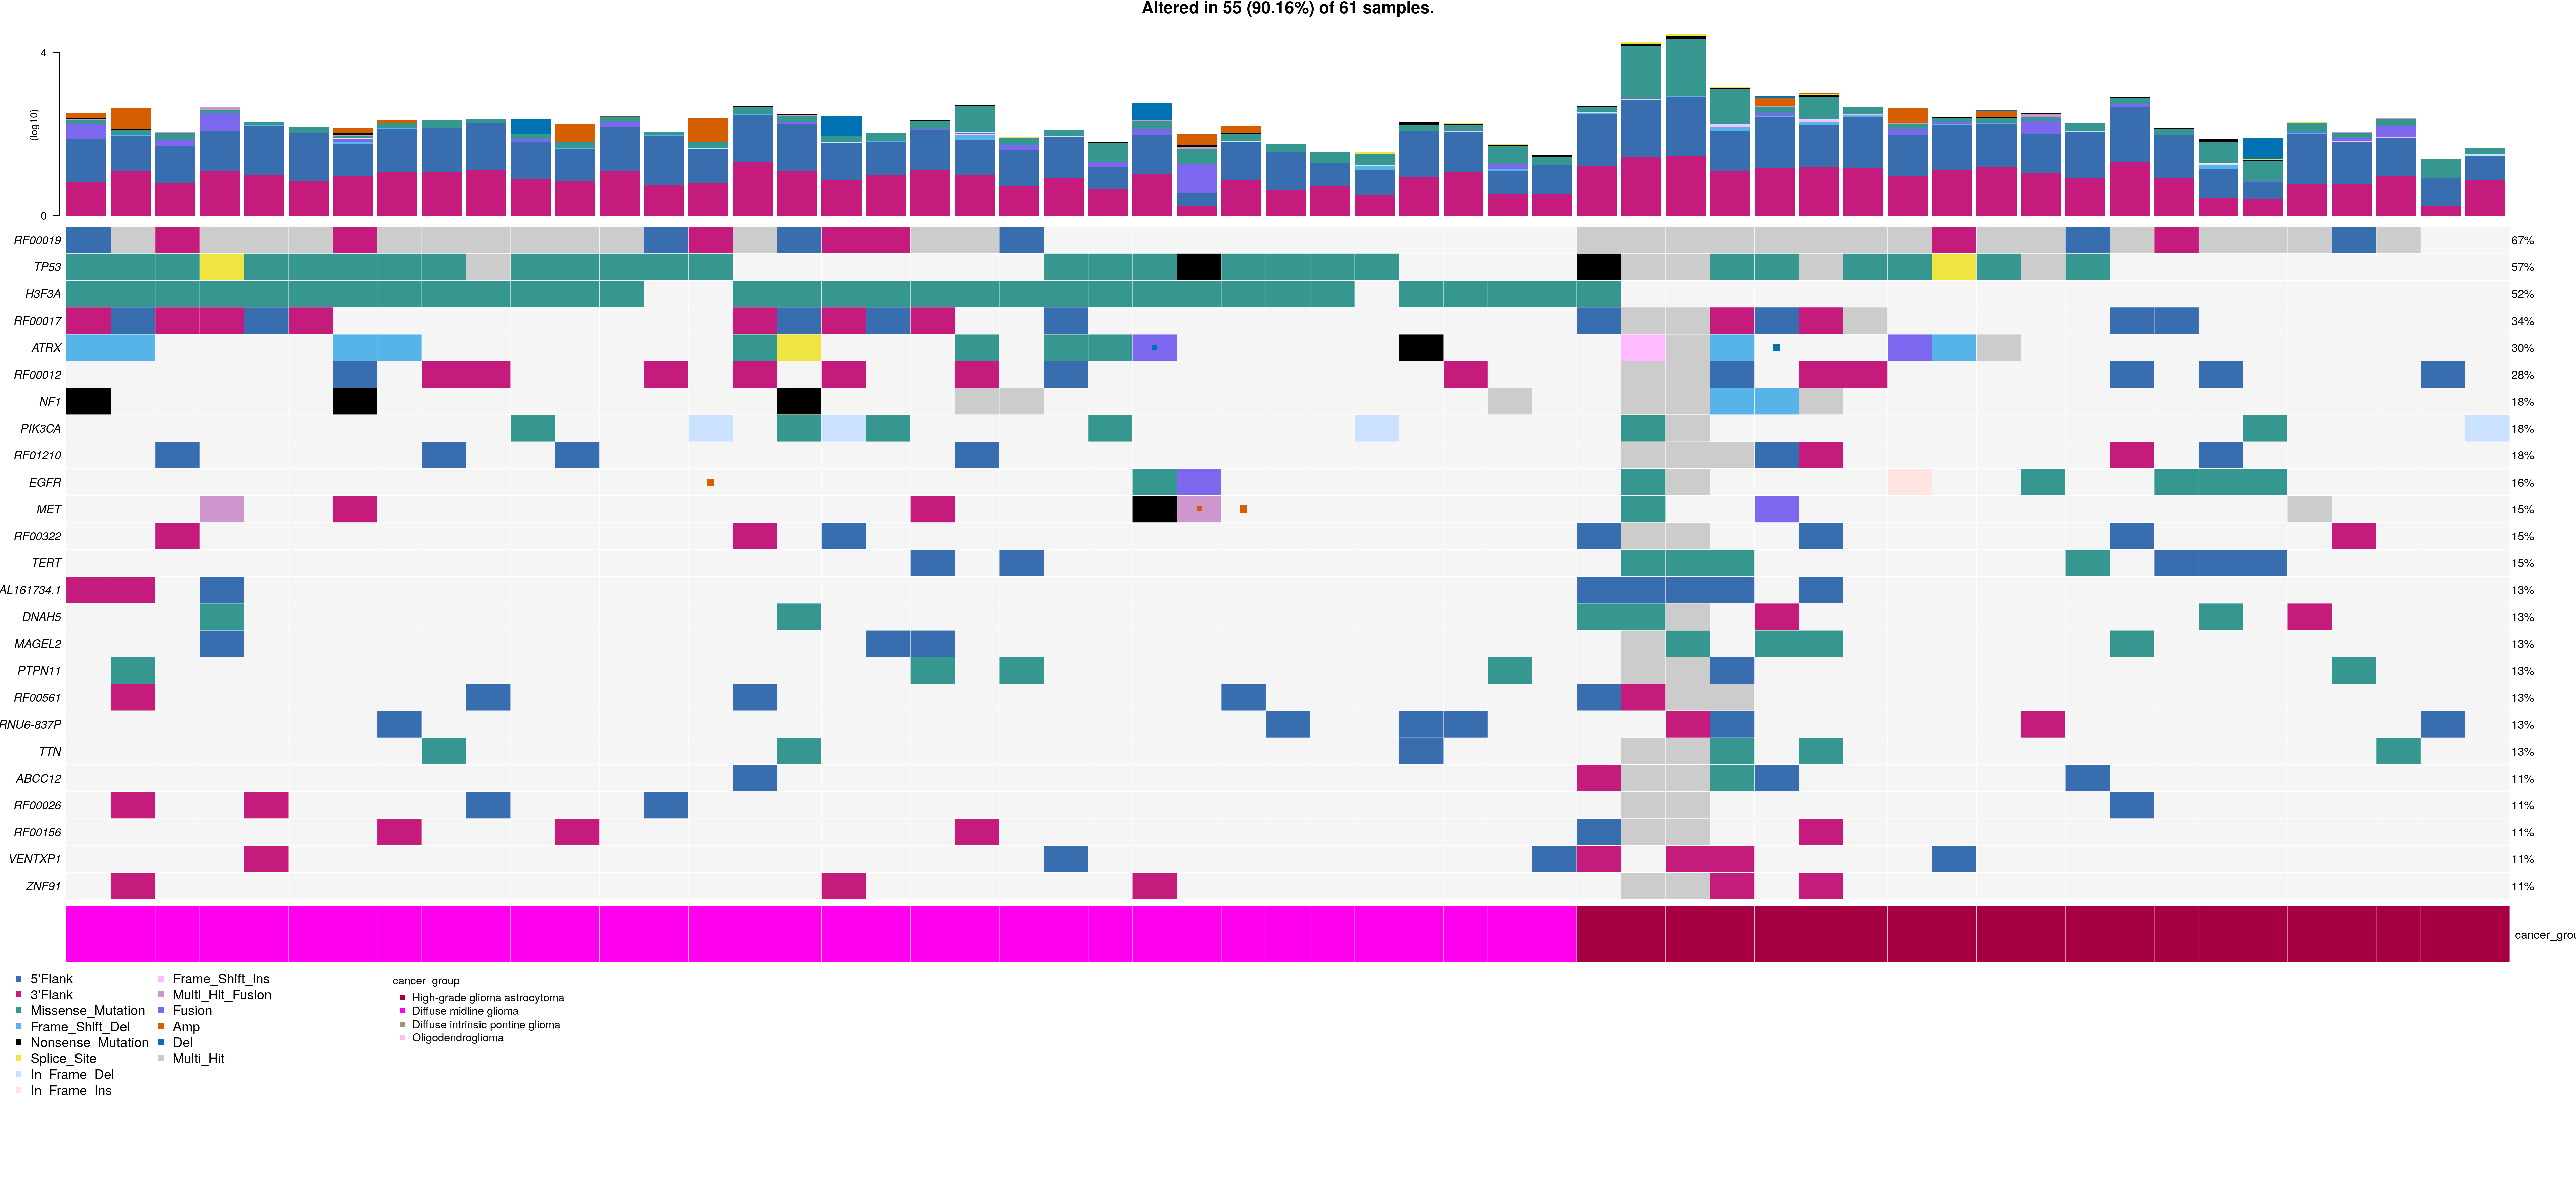 Altered in 55 (90.16%) of 61 samples.
4
(log10)
0
RF00019 67%
TP53 57%
H3F3A 52%
RF00017 34%
ATRX 30%
RF00012 28%
NF1 18%
PIK3CA 18%
RF01210 18%
EGFR 16%
MET 15%
RF00322 15%
TERT 15%
AL161734.1 13%
DNAH5 13%
MAGEL2 13%
PTPN11 13%
RF00561 13%
RNU6-837P 13%
TTN 13%
ABCC12 11%
RF00026 11%
RF00156 11%
VENTXP1 11%
ZNF91 11%
cancer_grou
5'Flank
3'Flank
Missense_Mutation
Frame_Shift_Del
Nonsense_Mutation
Splice_Site
In_Frame_Del
In_Frame_Ins
Frame_Shift_Ins
Multi_Hit_Fusion
Fusion
Amp
Del
Multi_Hit
cancer_group
High-grade glioma astrocytoma
Diffuse midline glioma
Diffuse intrinsic pontine glioma
Oligodendroglioma